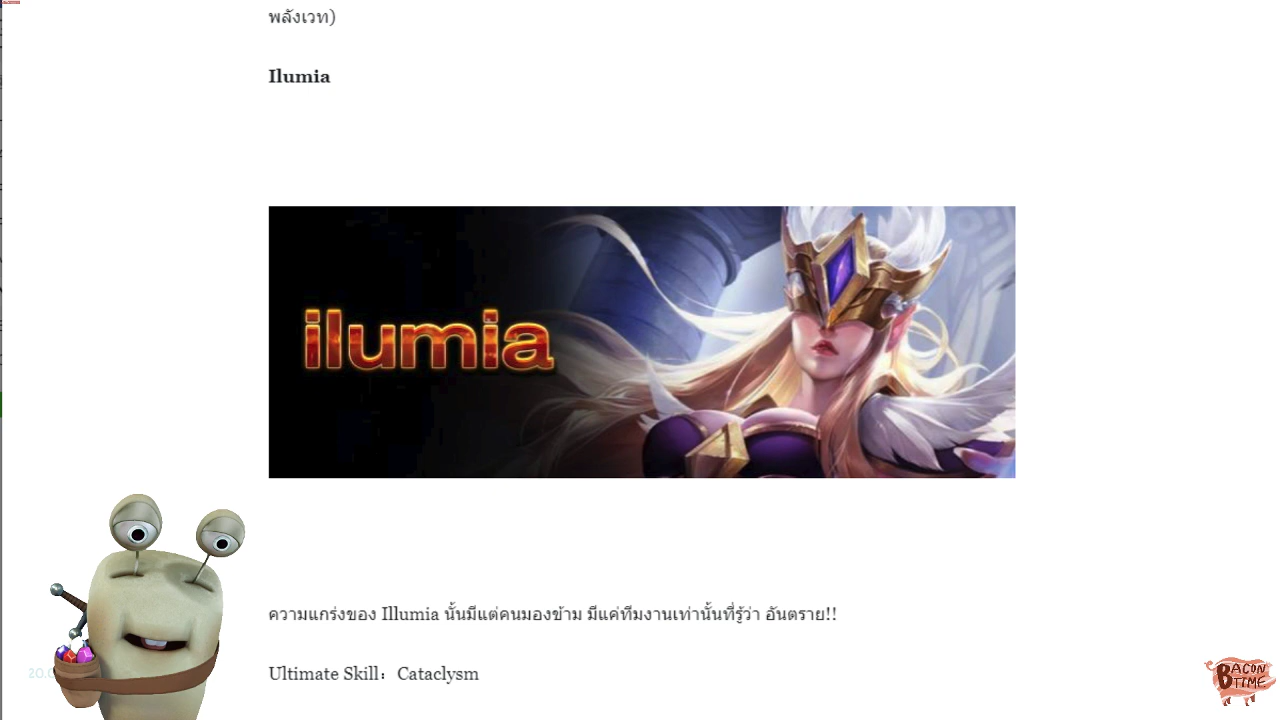 พลังเวท)
Ilumia
ilumia
ความแกร่งของ Illumia นั้นมีแต่คนมองข้าม มีแค่ทีมงานเท่านั้นที่รู้ว่า อันตราย!!
Ultimate Skill： Cataclysm
BACON
TIME